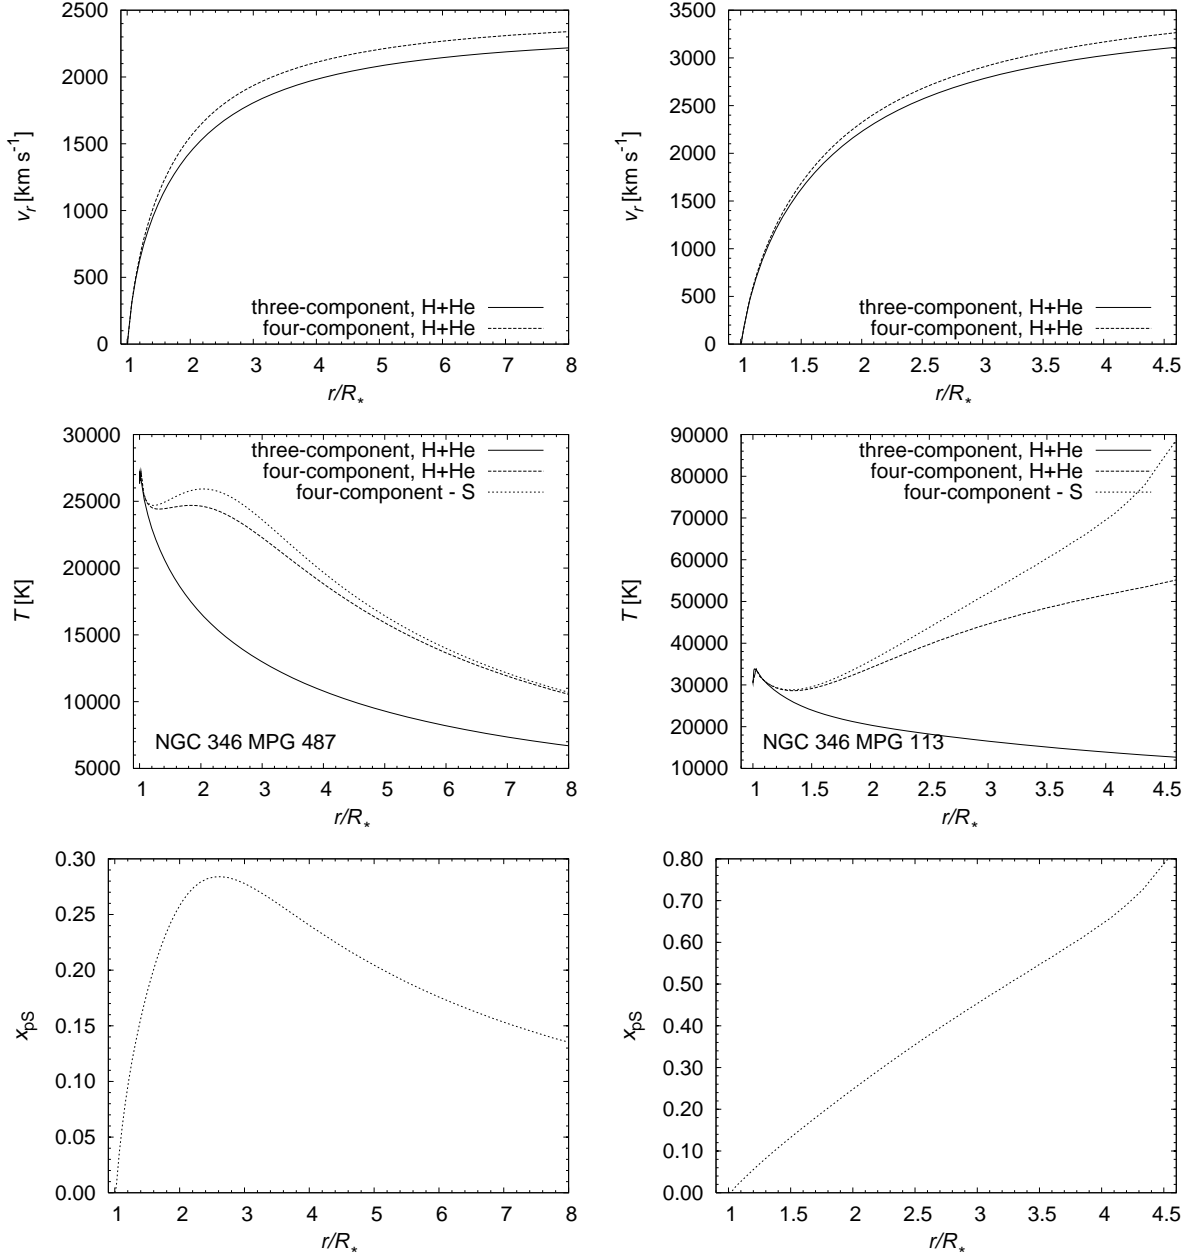 2500
2000
1500
1000
500
0
v_r [km s^-1]
three-component, H+He
four-component, H+He
1 2 3 4 5 6 7 8
r/R_*
3500
3000
2500
2000
1500
1000
500
0
v_r [km s^-1]
three-component, H+He
four-component, H+He
1 1.5 2 2.5 3 3.5 4 4.5
r/R_*
30000
25000
20000
15000
10000
5000
T [K]
three-component, H+He
four-component, H+He
four-component - S
NGC 346 MPG 487
1 2 3 4 5 6 7 8
r/R_*
90000
80000
70000
60000
50000
40000
30000
20000
10000
T [K]
three-component, H+He
four-component, H+He
four-component - S
NGC 346 MPG 113
1 1.5 2 2.5 3 3.5 4 4.5
r/R_*
0.30
0.25
0.20
0.15
0.10
0.05
0.00
x_pS
1 2 3 4 5 6 7 8
r/R_*
0.80
0.70
0.60
0.50
0.40
0.30
0.20
0.10
0.00
x_pS
1 1.5 2 2.5 3 3.5 4 4.5
r/R_*